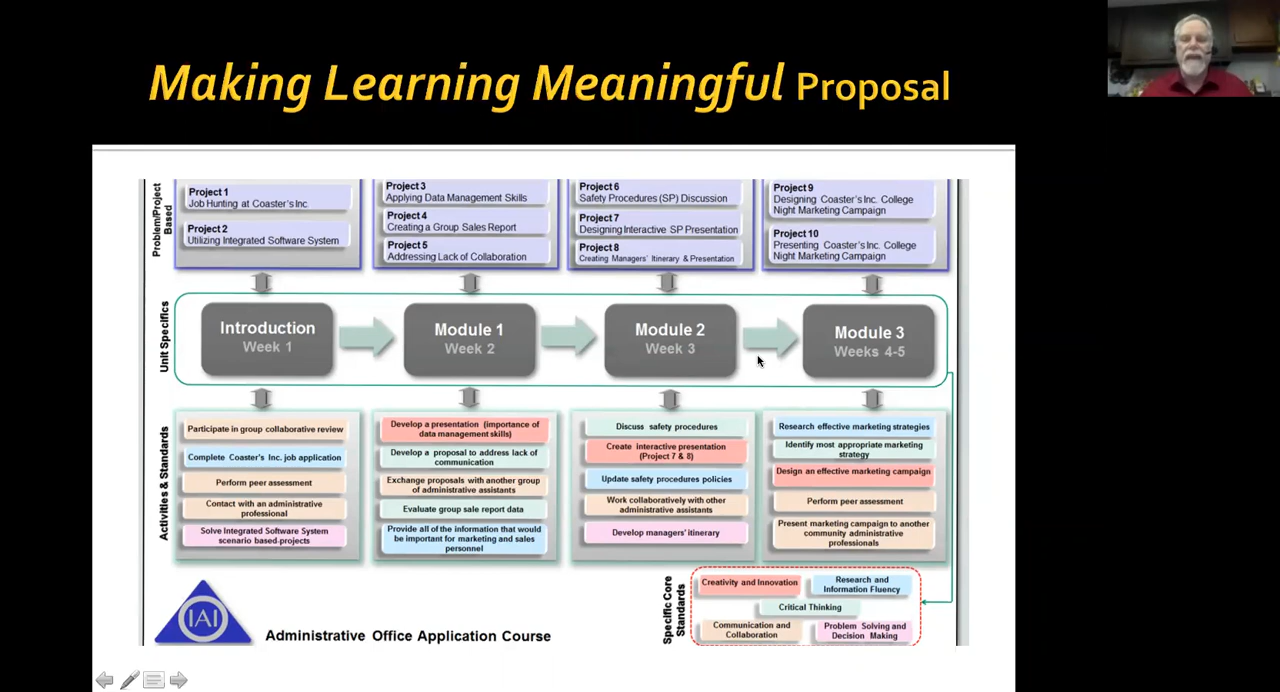 Making Learning Meaningful Proposal
Problem/Project
Based
Project 1
Job Hunting at Coaster's Inc.
Project 2
Utilizing Integrated Software System
Project 3
Applying Data Management Skills
Project 4
Creating a Group Sales Report
Project 5
Addressing Lack of Collaboration
Project 6
Safety Procedures (SP) Discussion
Project 7
Designing Interactive SP Presentation
Project 8
Creating Managers' Itinerary & Presentation
Project 9
Designing Coaster's Inc. College
Night Marketing Campaign
Project 10
Presenting Coaster's Inc. College
Night Marketing Campaign
Unit Specifics
Introduction
Week 1
Module 1
Week 2
Module 2
Week 3
Module 3
Weeks 4-5
Activities & Standards
Participate in group collaborative review
Complete Coaster's Inc. job application
Perform peer assessment
Contact with an administrative
professional
Solve Integrated Software System
scenario based-projects
Develop a presentation (importance of
data management skills)
Develop a proposal to address lack of
communication
Exchange proposals with another group
of administrative assistants
Evaluate group sale report data
Provide all of the information that would
be important for marketing and sales
personnel
Discuss safety procedures
Create interactive presentation
(Project 7 & 8)
Update safety procedures policies
Work collaboratively with other
administrative assistants
Develop managers' itinerary
Research effective marketing strategies
Identify most appropriate marketing
strategy
Design an effective marketing campaign
Perform peer assessment
Present marketing campaign to another
community administrative
professionals
IAI
Administrative Office Application Course
Specific Core
Standards
Creativity and Innovation
Research and
Information Fluency
Critical Thinking
Communication and
Collaboration
Problem Solving and
Decision Making